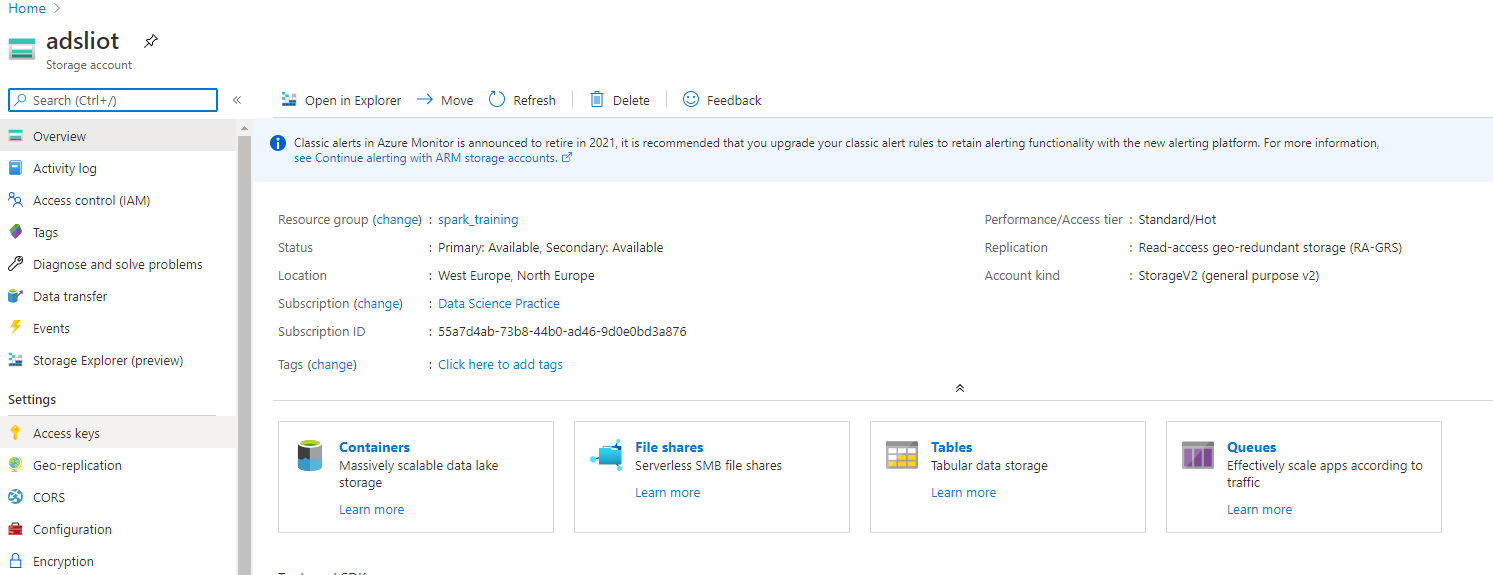 Home
adsliot
Storage account
Search (Ctrl+/)
Overview
Activity log
Access control (IAM)
Tags
Diagnose and solve problems
Data transfer
Events
Storage Explorer (preview)
Settings
Access keys
Geo-replication
CORS
Configuration
Encryption
Open in Explorer Move Refresh Delete Feedback
Classic alerts in Azure Monitor is announced to retire in 2021, it is recommended that you upgrade your classic alert rules to retain alerting functionality with the new alerting platform. For more information,
see Continue alerting with ARM storage accounts.
Resource group (change) : spark_training
Status : Primary: Available, Secondary: Available
Location : West Europe, North Europe
Subscription (change) : Data Science Practice
Subscription ID : 55a7d4ab-73b8-44b0-ad46-9d0e0bd3a876
Tags (change) : Click here to add tags
Performance/Access tier : Standard/Hot
Replication : Read-access geo-redundant storage (RA-GRS)
Account kind : StorageV2 (general purpose v2)
Containers
Massively scalable data lake
storage
Learn more
File shares
Serverless SMB file shares
Learn more
Tables
Tabular data storage
Learn more
Queues
Effectively scale apps according to
traffic
Learn more